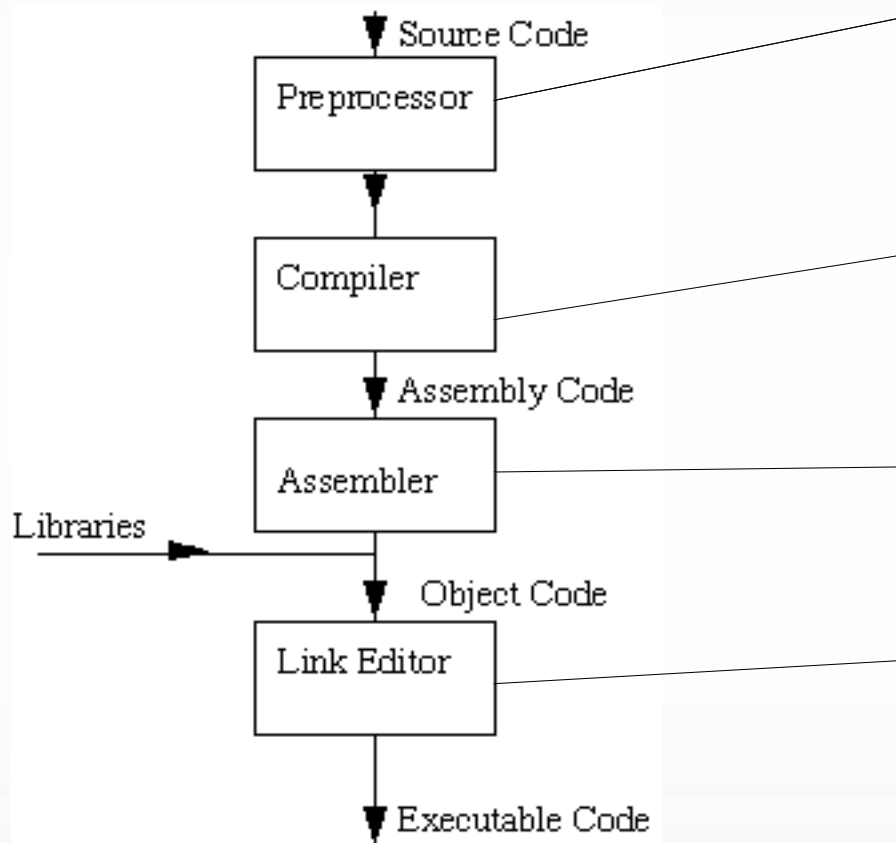 Source Code
Preprocessor
Compiler
Assembly Code
Assembler
Libraries
Object Code
Link Editor
Executable Code